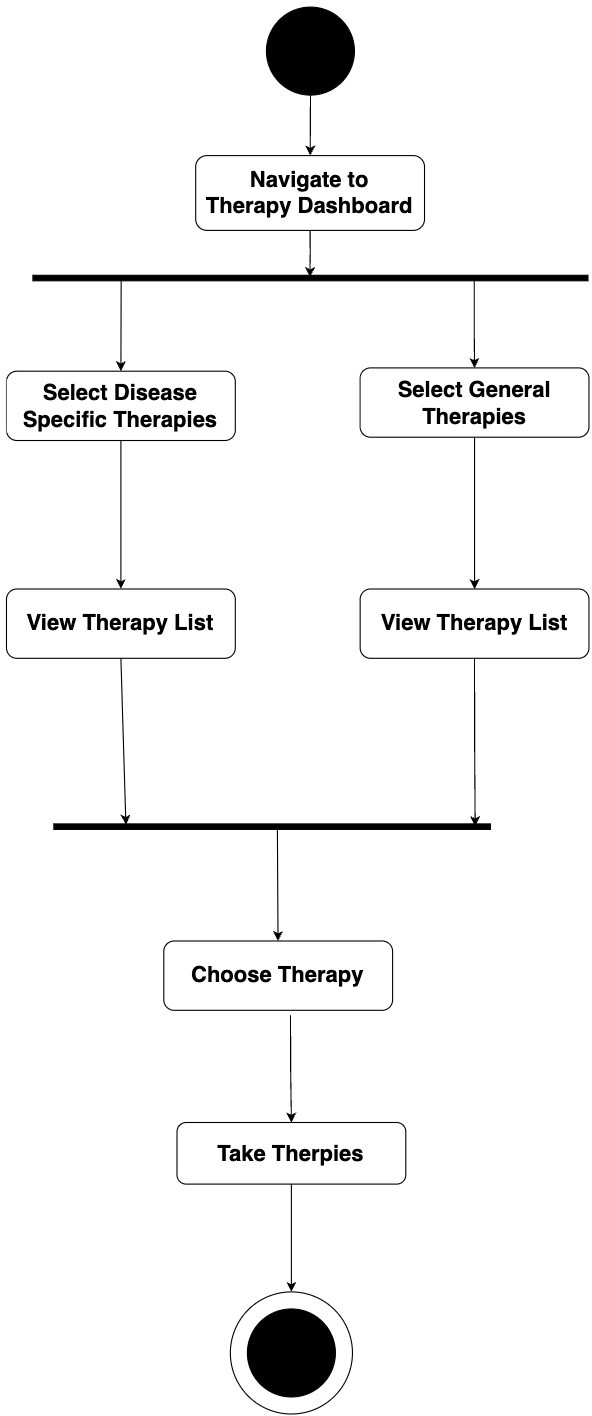 Navigate to
Therapy Dashboard
Select Disease
Specific Therapies
Select General
Therapies
View Therapy List
View Therapy List
Choose Therapy
Take Therpies